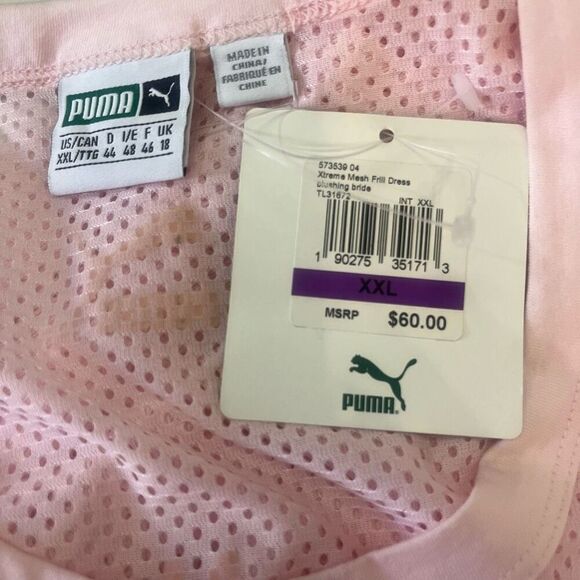 PUMA
US/CAN D I/E F UK
XXL/TTG 44 48 46 18
MADE IN
CHINA/
FABRIQUÉ EN
CHINE
573539 04
Xtreme Mesh Frill Dress
blushing bride
TL31672 INT XXL
1 90275 35171 3
XXL
MSRP $60.00
PUMA